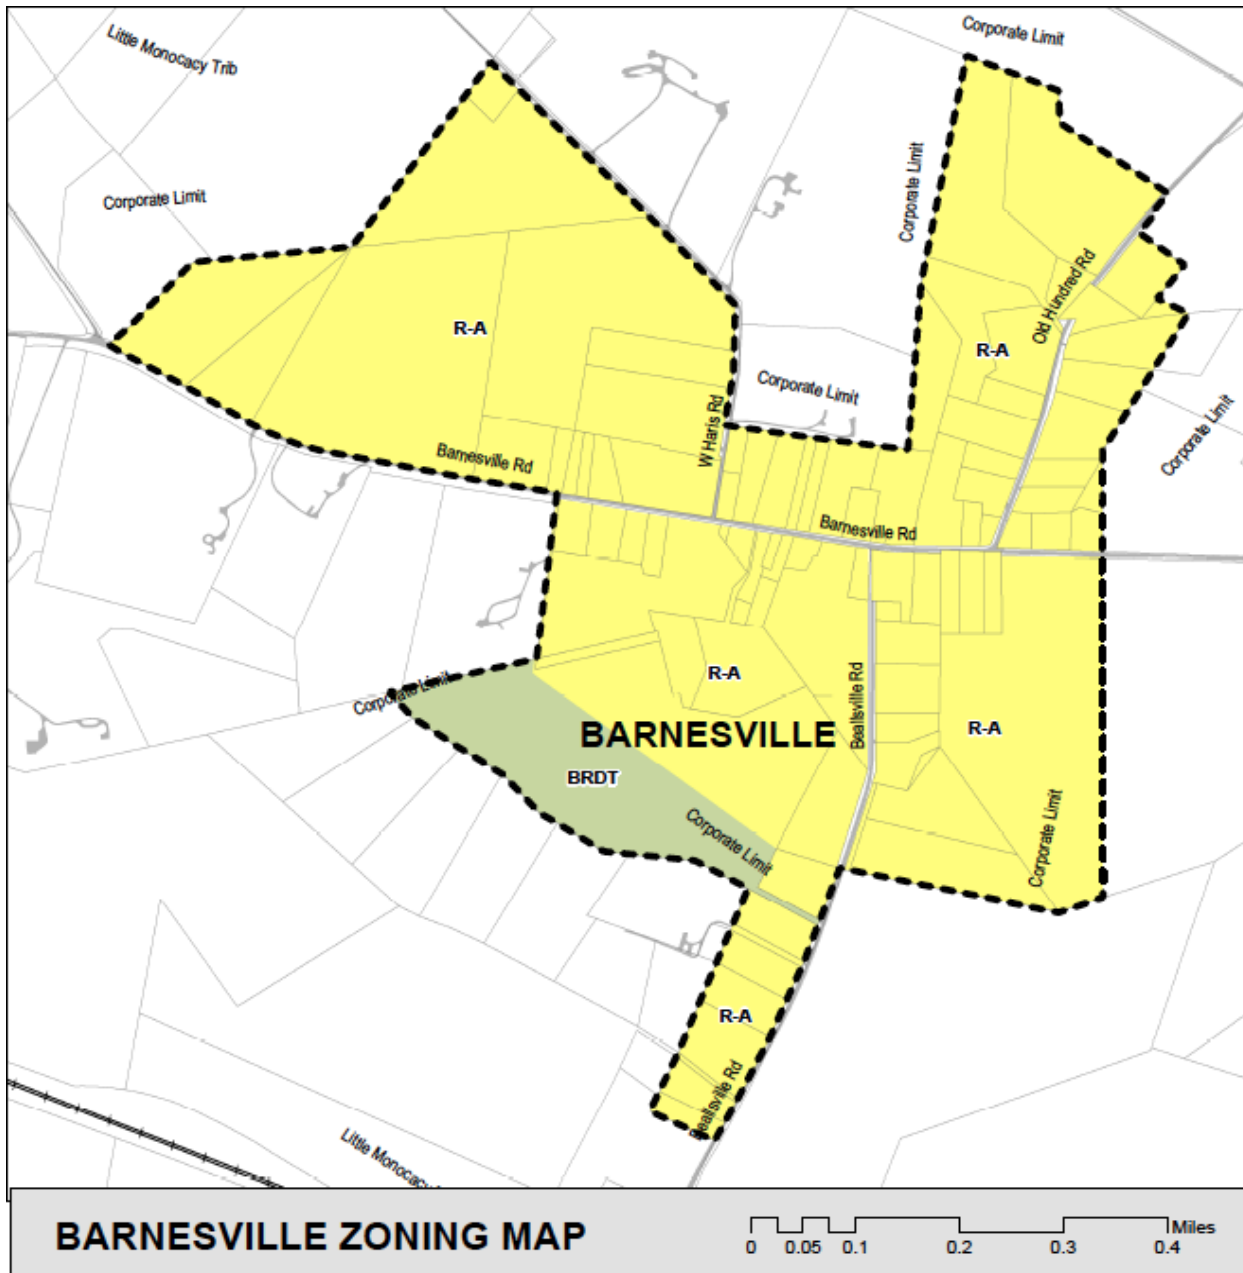 Corporate Limit
Little Monocacy Trib
Corporate Limit
Corporate Limit
Old Hundred Rd
R-A
R-A
Corporate Limit
W Haris Rd
Corporate Limit
Barnesville Rd
Barnesville Rd
R-A
Corporate Limit
Beallsville Rd
BARNESVILLE
R-A
BRDT
Corporate Limit
Corporate Limit
R-A
Beallsville Rd
Little Monocacy
BARNESVILLE ZONING MAP
Miles
0 0.05 0.1 0.2 0.3 0.4